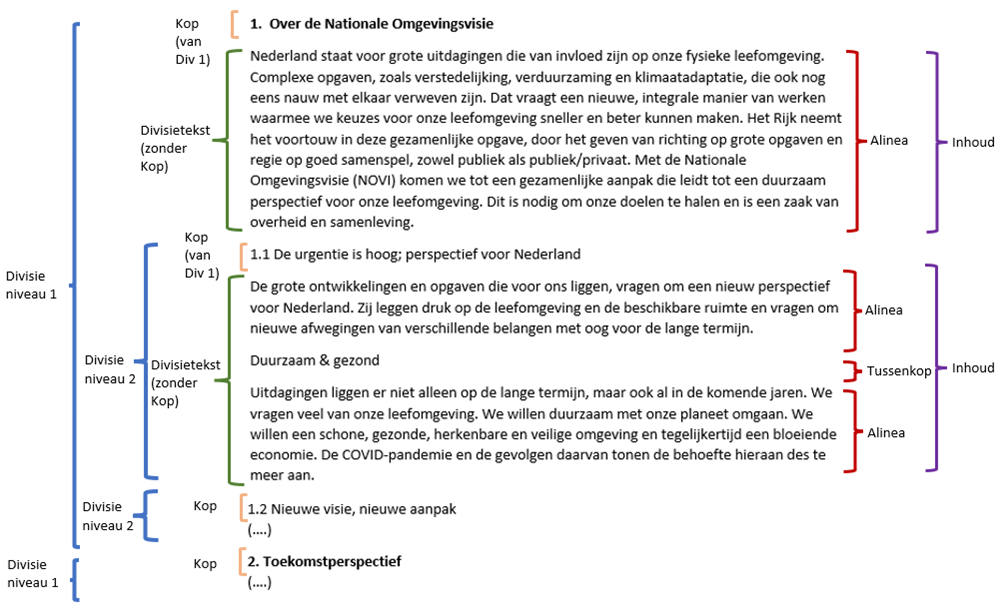 Kop
(van
Div 1)
1. Over de Nationale Omgevingsvisie
Nederland staat voor grote uitdagingen die van invloed zijn op onze fysieke leefomgeving.
Complexe opgaven, zoals verstedelijking, verduurzaming en klimaatadaptatie, die ook nog
eens nauw met elkaar verweven zijn. Dat vraagt een nieuwe, integrale manier van werken
waarmee we keuzes voor onze leefomgeving sneller en beter kunnen maken. Het Rijk neemt
het voortouw in deze gezamenlijke opgave, door het geven van richting op grote opgaven en
regie op goed samenspel, zowel publiek als publiek/privaat. Met de Nationale
Omgevingsvisie (NOVI) komen we tot een gezamenlijke aanpak die leidt tot een duurzaam
perspectief voor onze leefomgeving. Dit is nodig om onze doelen te halen en is een zaak van
overheid en samenleving.
Divisietekst
(zonder
Kop)
Alinea
Inhoud
Divisie
niveau 1
Kop
(van
Div 1)
1.1 De urgentie is hoog; perspectief voor Nederland
De grote ontwikkelingen en opgaven die voor ons liggen, vragen om een nieuw perspectief
voor Nederland. Zij leggen druk op de leefomgeving en de beschikbare ruimte en vragen om
nieuwe afwegingen van verschillende belangen met oog voor de lange termijn.
Alinea
Divisie
niveau 2
Divisietekst
(zonder
Kop)
Duurzaam & gezond
Tussenkop
Inhoud
Uitdagingen liggen er niet alleen op de lange termijn, maar ook al in de komende jaren. We
vragen veel van onze leefomgeving. We willen duurzaam met onze planeet omgaan. We
willen een schone, gezonde, herkenbare en veilige omgeving en tegelijkertijd een bloeiende
economie. De COVID-pandemie en de gevolgen daarvan tonen de behoefte hieraan des te
meer aan.
Alinea
Divisie
niveau 2
Kop
1.2 Nieuwe visie, nieuwe aanpak
(....)
Divisie
niveau 1
Kop
2. Toekomstperspectief
(....)